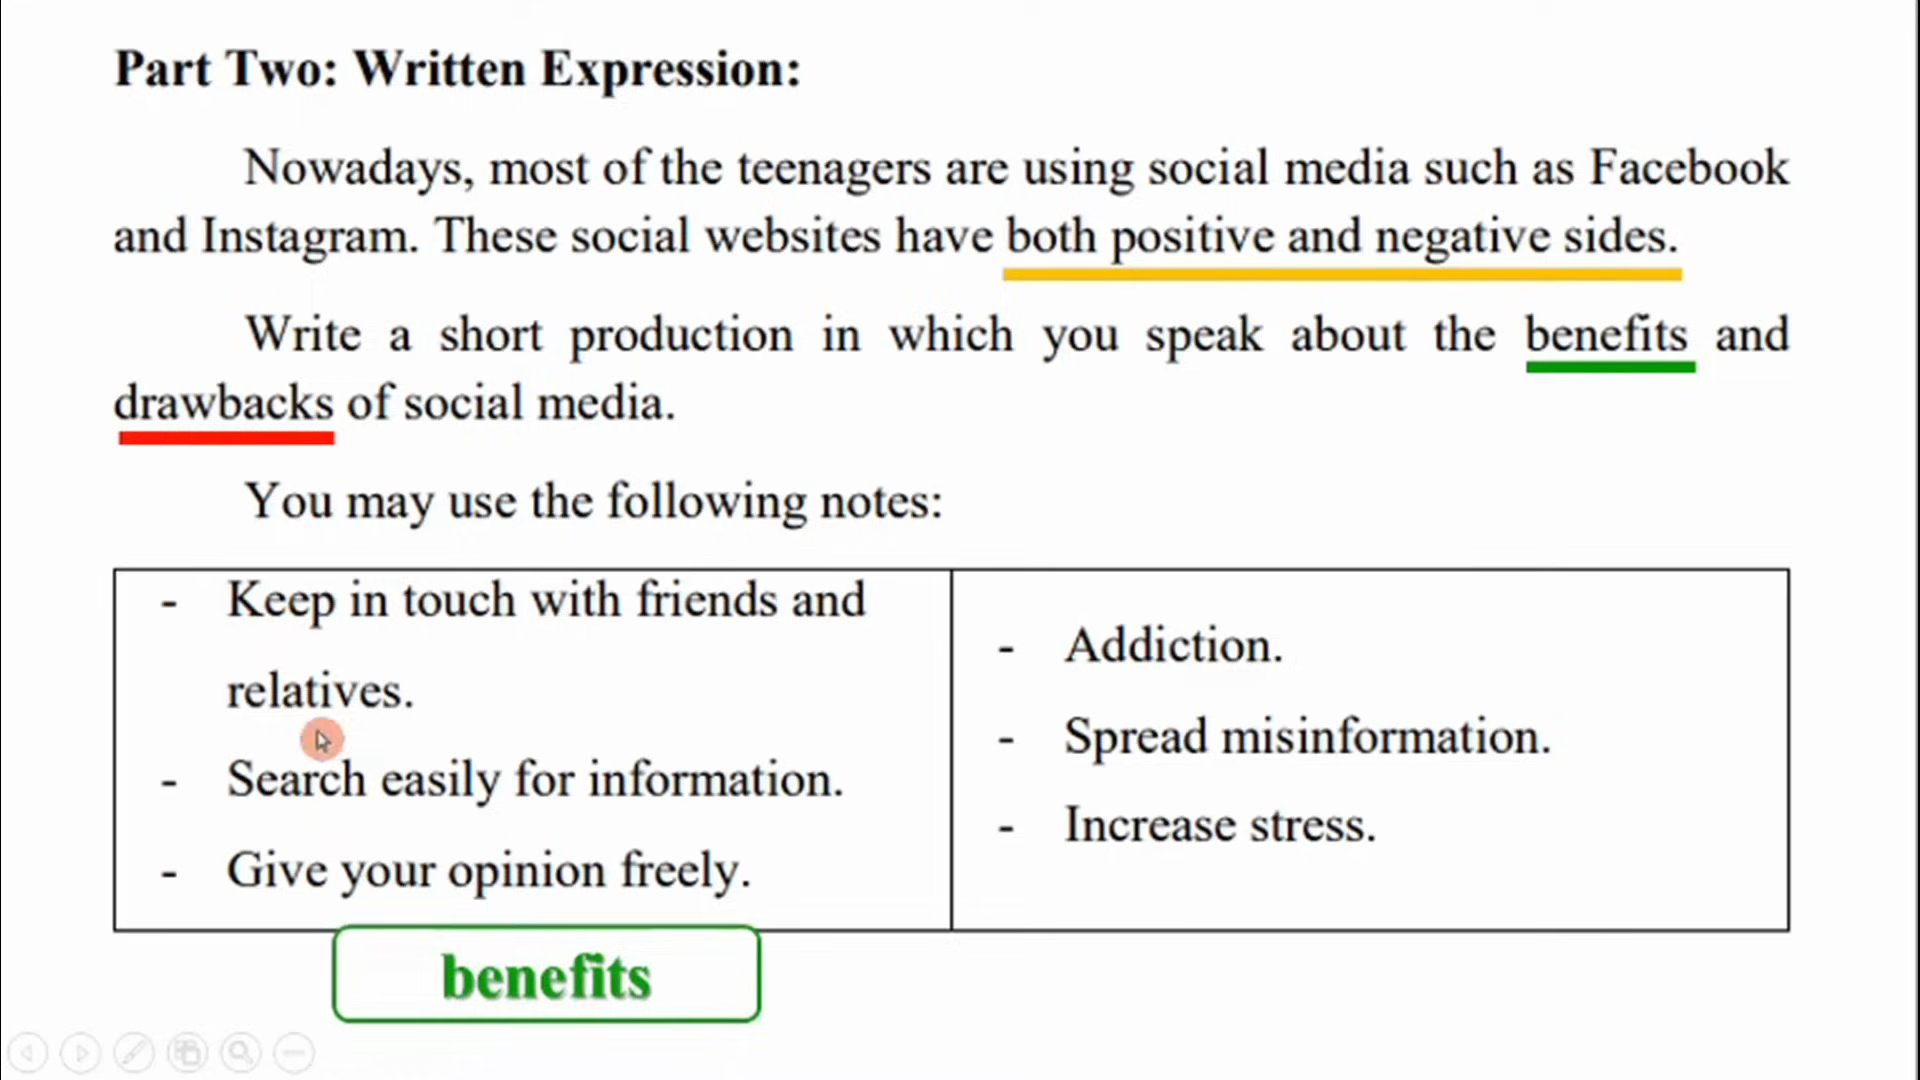 Part Two: Written Expression:
Nowadays, most of the teenagers are using social media such as Facebook
and Instagram. These social websites have both positive and negative sides.
Write a short production in which you speak about the benefits and
drawbacks of social media.
You may use the following notes:
- Keep in touch with friends and
relatives.
- Search easily for information.
- Give your opinion freely.
- Addiction.
- Spread misinformation.
- Increase stress.
benefits